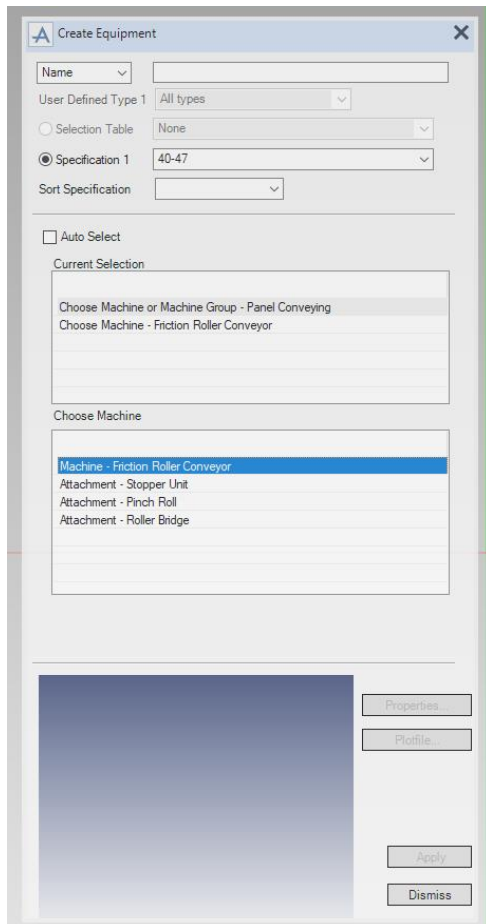 Create Equipment
Name
User Defined Type 1 All types
Selection Table None
Specification 1 40-47
Sort Specification
Auto Select
Current Selection
Choose Machine or Machine Group - Panel Conveying
Choose Machine - Friction Roller Conveyor
Choose Machine
Machine - Friction Roller Conveyor
Attachment - Stopper Unit
Attachment - Pinch Roll
Attachment - Roller Bridge
Properties...
Plotfile...
Apply
Dismiss